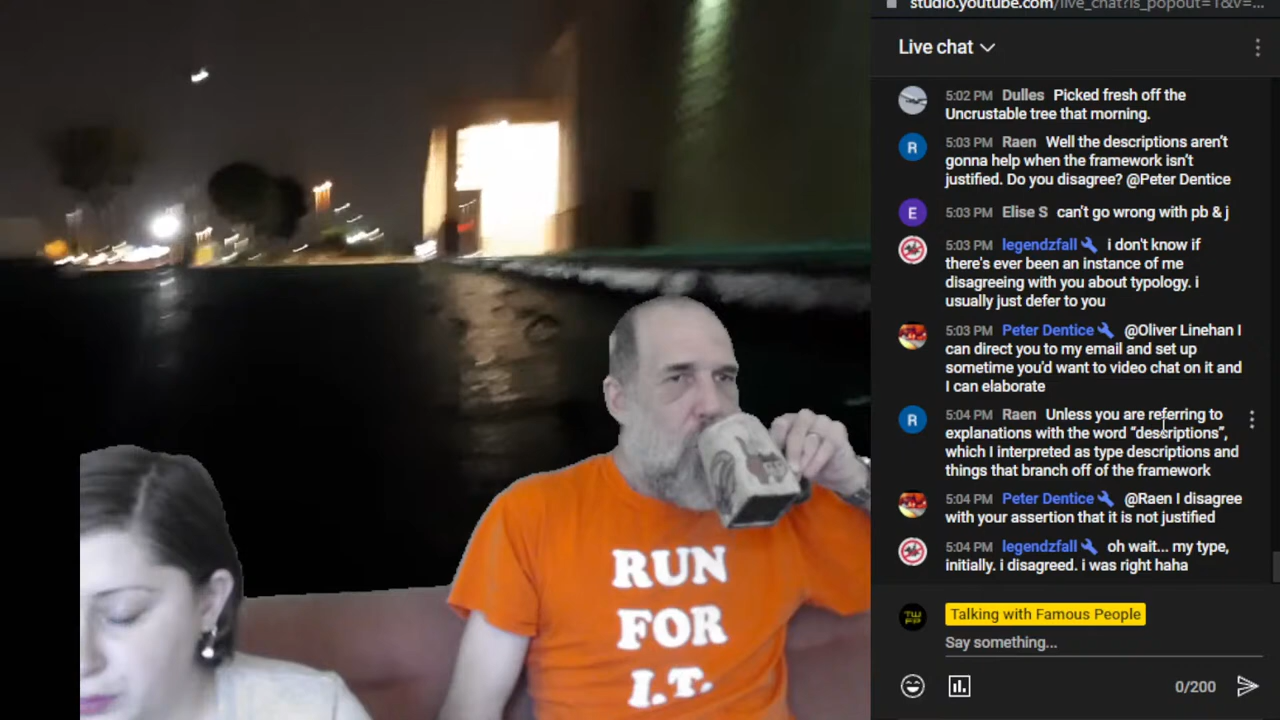 studio.youtube.com/live_chat?is_popout=1&v=...
Live chat
5:02 PM Dulles Picked fresh off the
Uncrustable tree that morning.
R 5:03 PM Raen Well the descriptions aren't
gonna help when the framework isn't
justified. Do you disagree? @Peter Dentice
E 5:03 PM Elise S can't go wrong with pb & j
5:03 PM legendzfall i don't know if
there's ever been an instance of me
disagreeing with you about typology. i
usually just defer to you
5:03 PM Peter Dentice @Oliver Linehan I
can direct you to my email and set up
sometime you'd want to video chat on it and
I can elaborate
R 5:04 PM Raen Unless you are referring to
explanations with the word “descriptions”,
which I interpreted as type descriptions and
things that branch off of the framework
5:04 PM Peter Dentice @Raen I disagree
with your assertion that it is not justified
5:04 PM legendzfall oh wait... my type,
initially. i disagreed. i was right haha
TWFP Talking with Famous People
Say something...
0/200
RUN
FOR
I.T.